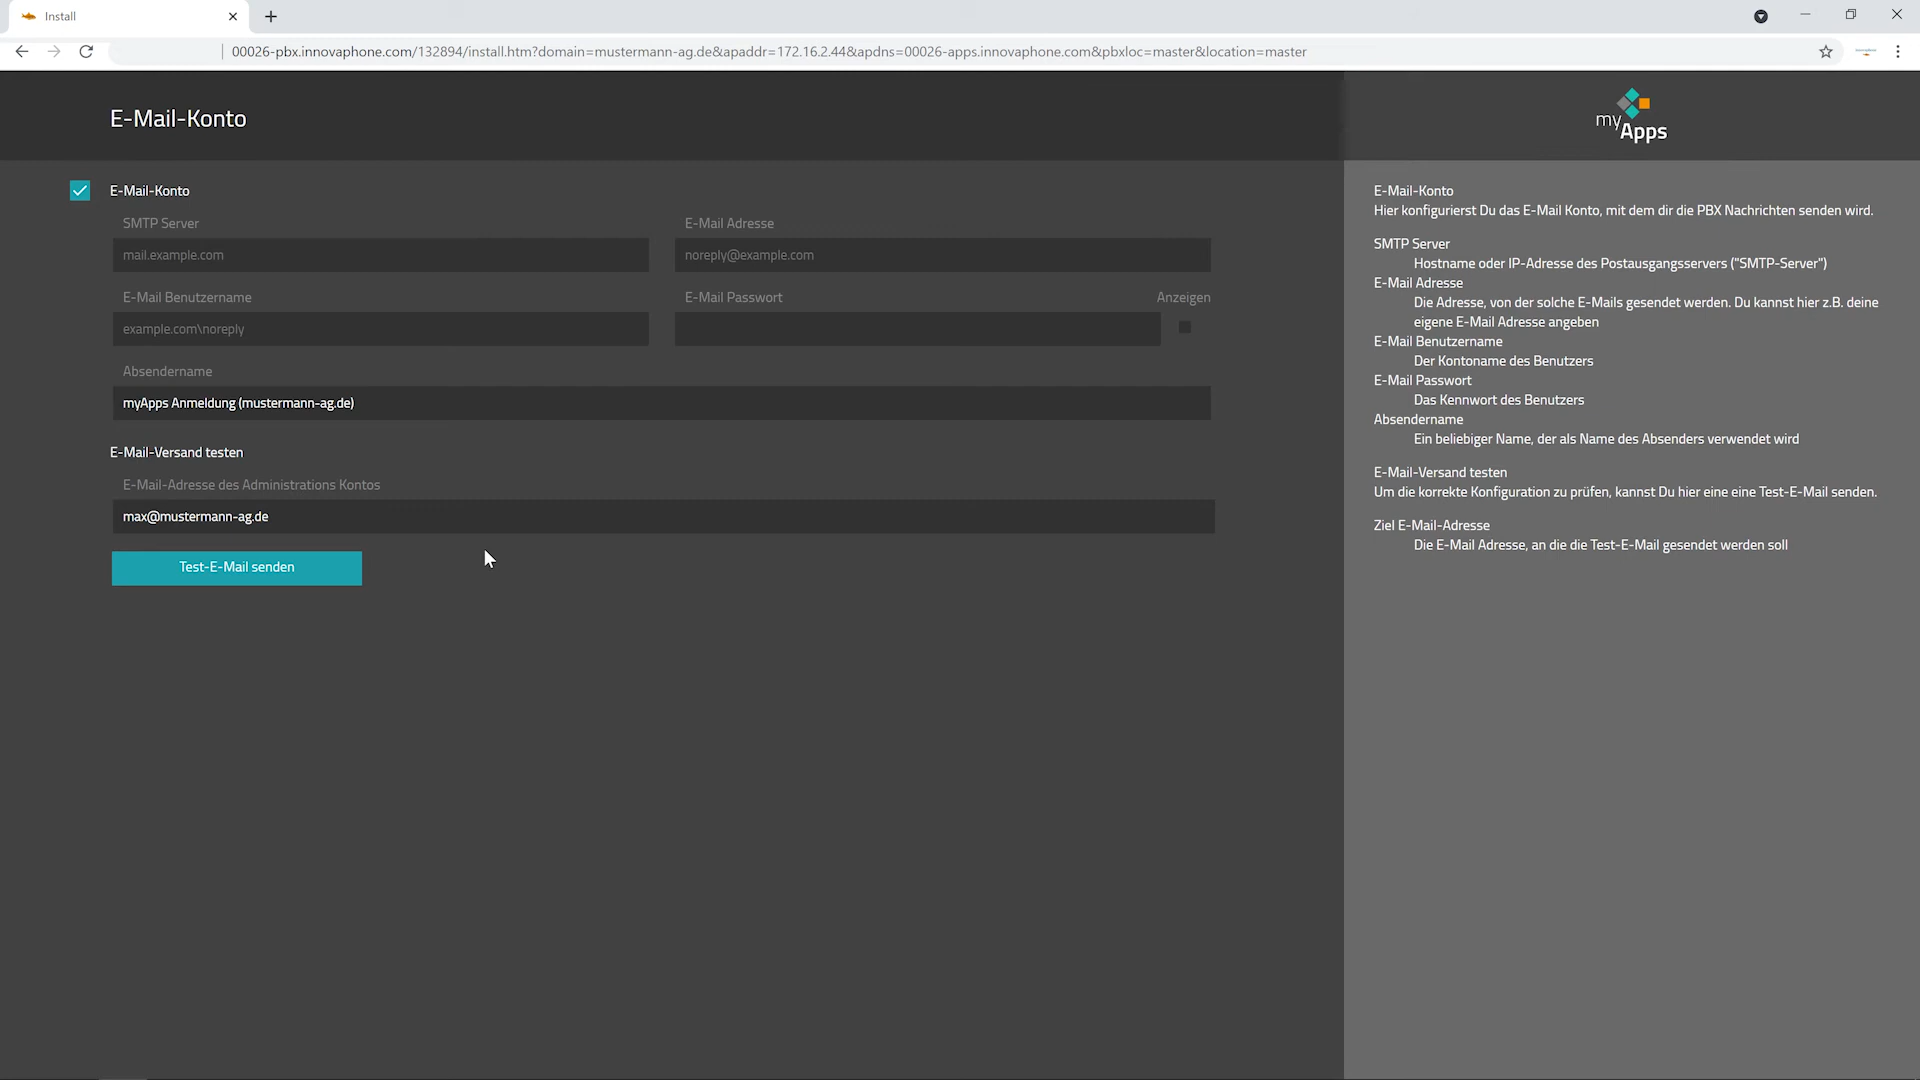 Install
00026-pbx.innovaphone.com/132894/install.htm?domain=mustermann-ag.de&apaddr=172.16.2.44&apdns=00026-apps.innovaphone.com&pbxloc=master&location=master
E-Mail-Konto
myApps
E-Mail-Konto
SMTP Server
E-Mail Adresse
mail.example.com
noreply@example.com
E-Mail Benutzername
E-Mail Passwort
Anzeigen
example.com\noreply
Absendername
myApps Anmeldung (mustermann-ag.de)
E-Mail-Versand testen
E-Mail-Adresse des Administrations Kontos
max@mustermann-ag.de
Test-E-Mail senden
E-Mail-Konto
Hier konfigurierst Du das E-Mail Konto, mit dem dir die PBX Nachrichten senden wird.
SMTP Server
Hostname oder IP-Adresse des Postausgangsservers ("SMTP-Server")
E-Mail Adresse
Die Adresse, von der solche E-Mails gesendet werden. Du kannst hier z.B. deine
eigene E-Mail Adresse angeben
E-Mail Benutzername
Der Kontoname des Benutzers
E-Mail Passwort
Das Kennwort des Benutzers
Absendername
Ein beliebiger Name, der als Name des Absenders verwendet wird
E-Mail-Versand testen
Um die korrekte Konfiguration zu prüfen, kannst Du hier eine eine Test-E-Mail senden.
Ziel E-Mail-Adresse
Die E-Mail Adresse, an die die Test-E-Mail gesendet werden soll